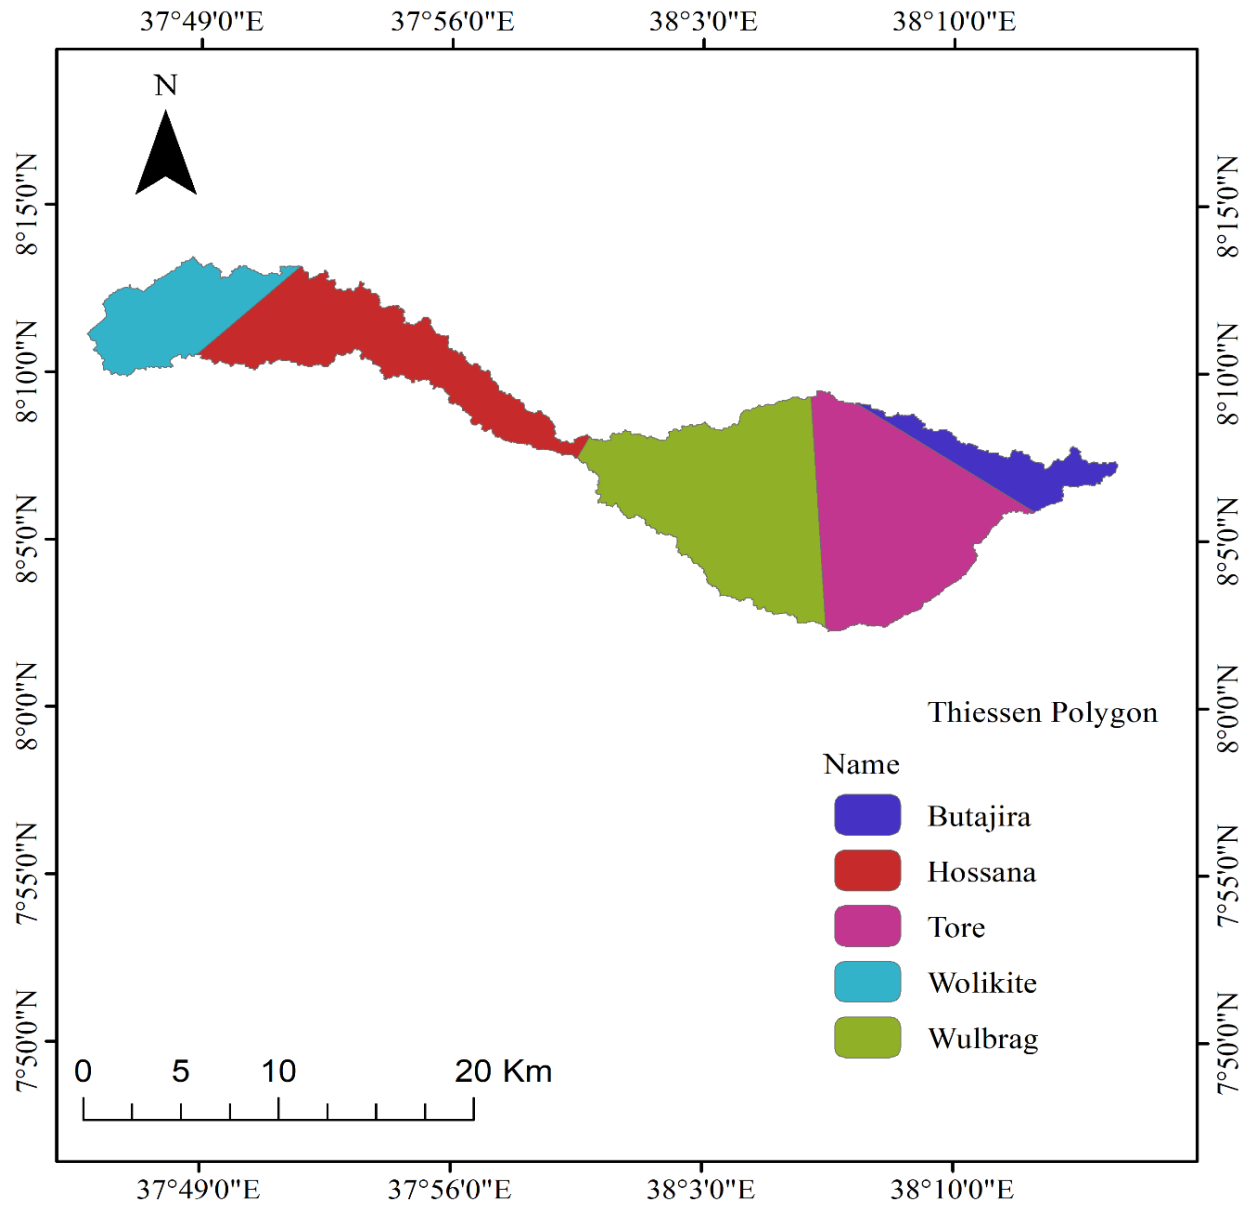 37°49'0"E 37°56'0"E 38°3'0"E 38°10'0"E
N
8°15'0"N 8°15'0"N
8°10'0"N 8°10'0"N
8°5'0"N 8°5'0"N
8°0'0"N 8°0'0"N
Thiessen Polygon
Name
Butajira
Hossana
7°55'0"N 7°55'0"N
Tore
Wolikite
Wulbrag
7°50'0"N 7°50'0"N
0 5 10 20 Km
37°49'0"E 37°56'0"E 38°3'0"E 38°10'0"E